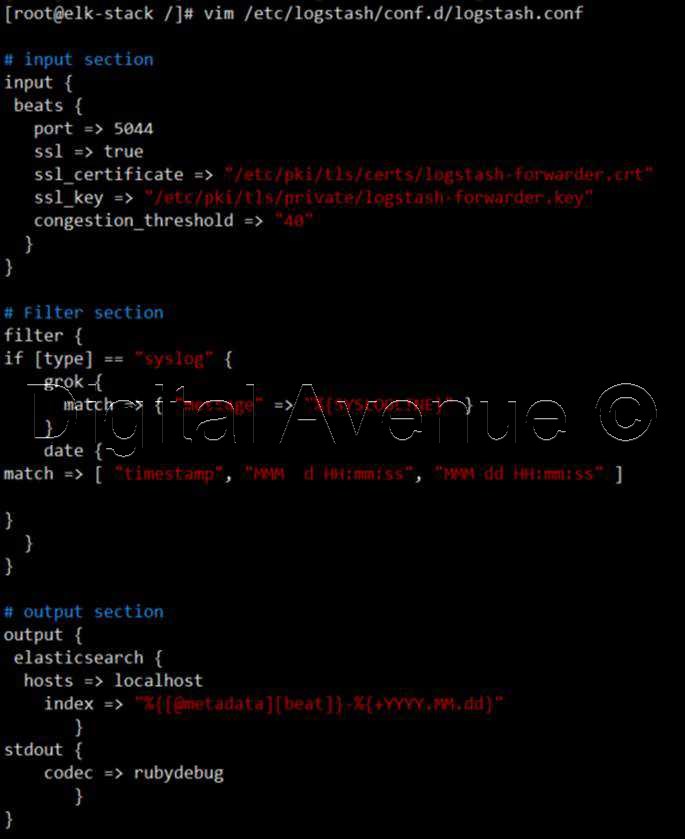 [root@elk-stack /]# vim /etc/logstash/conf.d/logstash.conf
# input section
input {
beats {
port => 5044
ssl => true
ssl_certificate => "/etc/pki/tls/certs/logstash-forwarder.crt"
ssl_key => "/etc/pki/tls/private/logstash-forwarder.key"
congestion_threshold => "40"
}
}
# Filter section
filter {
if [type] == "syslog" {
grok {
match => { "message" => "%{SYSLOGLINE}" }
Digital Avenue ©
}
date {
match => [ "timestamp", "MMM  d HH:mm:ss", "MMM dd HH:mm:ss" ]
}
}
}
# output section
output {
elasticsearch {
hosts => localhost
index => "%{[@metadata][beat]}-%{+YYYY.MM.dd}"
}
stdout {
codec => rubydebug
}
}